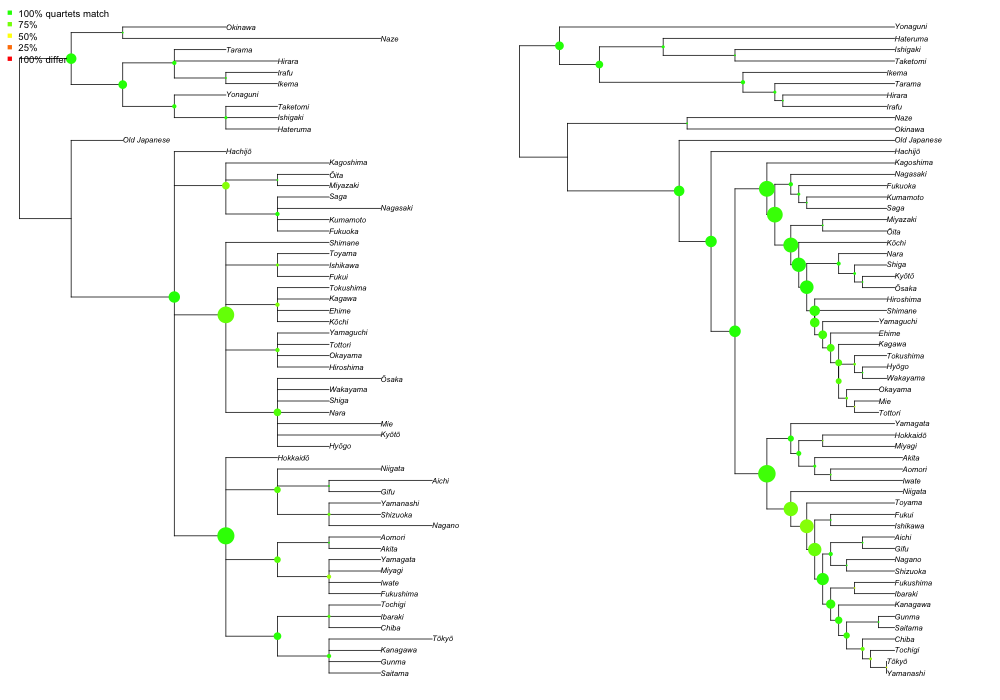 100% quartets match
75%
50%
25%
100% differ
Okinawa
Naze
Tarama
Hirara
Irafu
Ikema
Yonaguni
Taketomi
Ishigaki
Hateruma
Old Japanese
Hachijō
Kagoshima
Ōita
Miyazaki
Saga
Nagasaki
Kumamoto
Fukuoka
Shimane
Toyama
Ishikawa
Fukui
Tokushima
Kagawa
Ehime
Kōchi
Yamaguchi
Tottori
Okayama
Hiroshima
Ōsaka
Wakayama
Shiga
Nara
Mie
Kyōtō
Hyōgo
Hokkaidō
Niigata
Aichi
Gifu
Yamanashi
Shizuoka
Nagano
Aomori
Akita
Yamagata
Miyagi
Iwate
Fukushima
Tochigi
Ibaraki
Chiba
Tōkyō
Kanagawa
Gunma
Saitama
Yonaguni
Hateruma
Ishigaki
Taketomi
Ikema
Tarama
Hirara
Irafu
Naze
Okinawa
Old Japanese
Hachijō
Kagoshima
Nagasaki
Fukuoka
Kumamoto
Saga
Miyazaki
Ōita
Kōchi
Nara
Shiga
Kyōtō
Ōsaka
Hiroshima
Shimane
Yamaguchi
Ehime
Kagawa
Tokushima
Hyōgo
Wakayama
Okayama
Mie
Tottori
Yamagata
Hokkaidō
Miyagi
Akita
Aomori
Iwate
Niigata
Toyama
Fukui
Ishikawa
Aichi
Gifu
Nagano
Shizuoka
Fukushima
Ibaraki
Kanagawa
Gunma
Saitama
Chiba
Tochigi
Tōkyō
Yamanashi